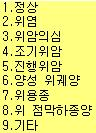 1.정상
2.위염
3.위암의심
4.조기위암
5.진행위암
6.양성 위궤양
7.위용종
8.위 점막하종양
9.기타